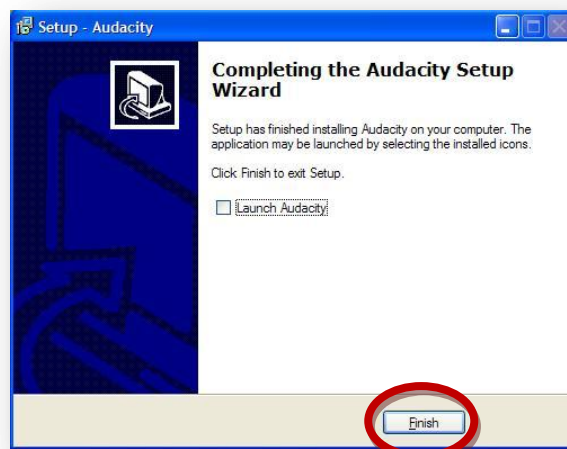 Setup - Audacity
Completing the Audacity Setup
Wizard
Setup has finished installing Audacity on your computer. The
application may be launched by selecting the installed icons.
Click Finish to exit Setup.
Launch Audacity
Finish